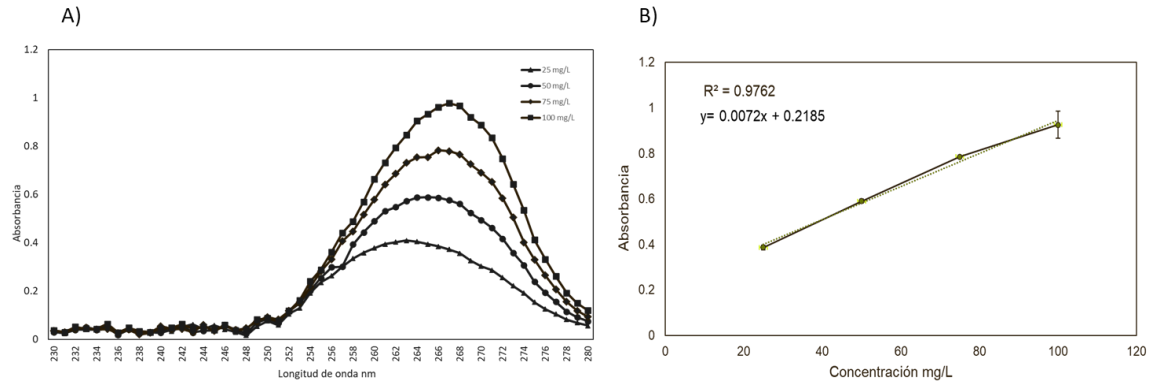 A)
1.2
1
0.8
0.6
0.4
0.2
0
Absorbancia
25 mg/L
50 mg/L
75 mg/L
100 mg/L
230 232 234 236 238 240 242 244 246 248 250 252 254 256 258 260 262 264 266 268 270 272 274 276 278 280
Longitud de onda nm
B)
1.2
1
0.8
0.6
0.4
0.2
0
Absorbancia
R² = 0.9762
y= 0.0072x + 0.2185
0 20 40 60 80 100 120
Concentración mg/L